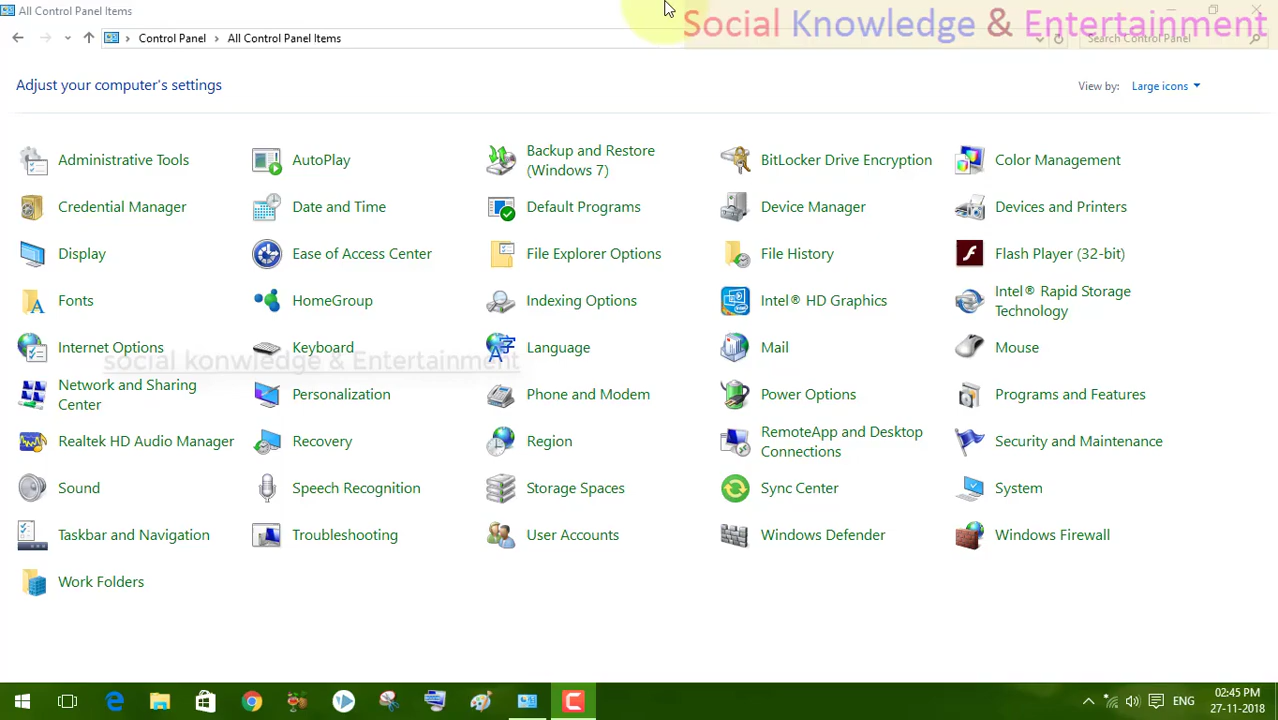 All Control Panel Items
Social Knowledge & Entertainment
Control Panel
All Control Panel Items
Search Control Panel
Adjust your computer's settings
View by:
Large icons
Administrative Tools
AutoPlay
Backup and Restore
(Windows 7)
BitLocker Drive Encryption
Color Management
Credential Manager
Date and Time
Default Programs
Device Manager
Devices and Printers
Display
Ease of Access Center
File Explorer Options
File History
Flash Player (32-bit)
Fonts
HomeGroup
Indexing Options
Intel® HD Graphics
Intel® Rapid Storage
Technology
Internet Options
Keyboard
Language
Mail
Mouse
social konwledge & Entertainment
Network and Sharing
Center
Personalization
Phone and Modem
Power Options
Programs and Features
Realtek HD Audio Manager
Recovery
Region
RemoteApp and Desktop
Connections
Security and Maintenance
Sound
Speech Recognition
Storage Spaces
Sync Center
System
Taskbar and Navigation
Troubleshooting
User Accounts
Windows Defender
Windows Firewall
Work Folders
ENG
02:45 PM
27-11-2018